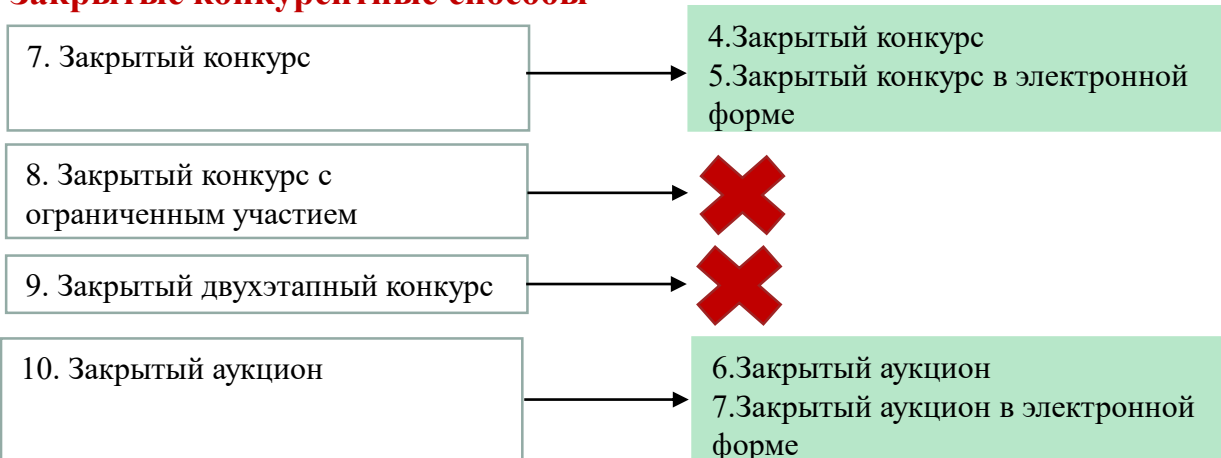 Закрытые конкурентные способы
7. Закрытый конкурс
4.Закрытый конкурс
5.Закрытый конкурс в электронной
форме
8. Закрытый конкурс с
ограниченным участием
9. Закрытый двухэтапный конкурс
10. Закрытый аукцион
6.Закрытый аукцион
7.Закрытый аукцион в электронной
форме